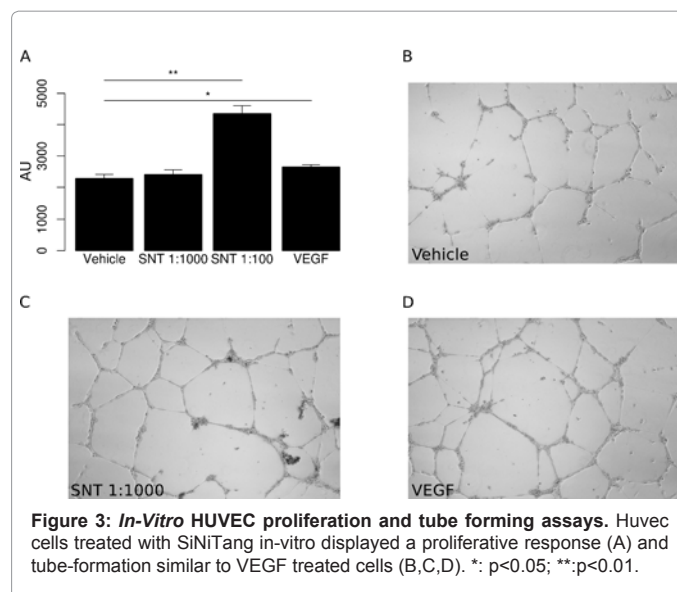 A
**
*
5000
3000
1000
0
AU
Vehicle SNT 1:1000 SNT 1:100 VEGF
B
Vehicle
C
SNT 1:1000
D
VEGF
Figure 3: In-Vitro HUVEC proliferation and tube forming assays. Huvec
cells treated with SiNiTang in-vitro displayed a proliferative response (A) and
tube-formation similar to VEGF treated cells (B,C,D). *: p<0.05; **:p<0.01.